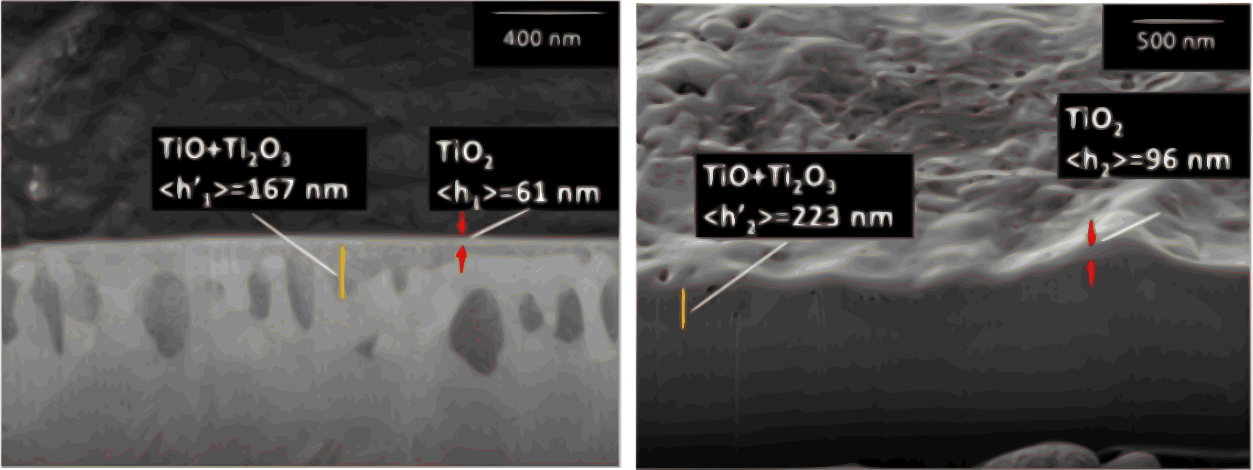 400 nm
TiO+Ti₂O₃
<h'₁>=167 nm
TiO₂
<h₁>=61 nm
500 nm
TiO₂
<h₂>=96 nm
TiO+Ti₂O₃
<h'₂>=223 nm